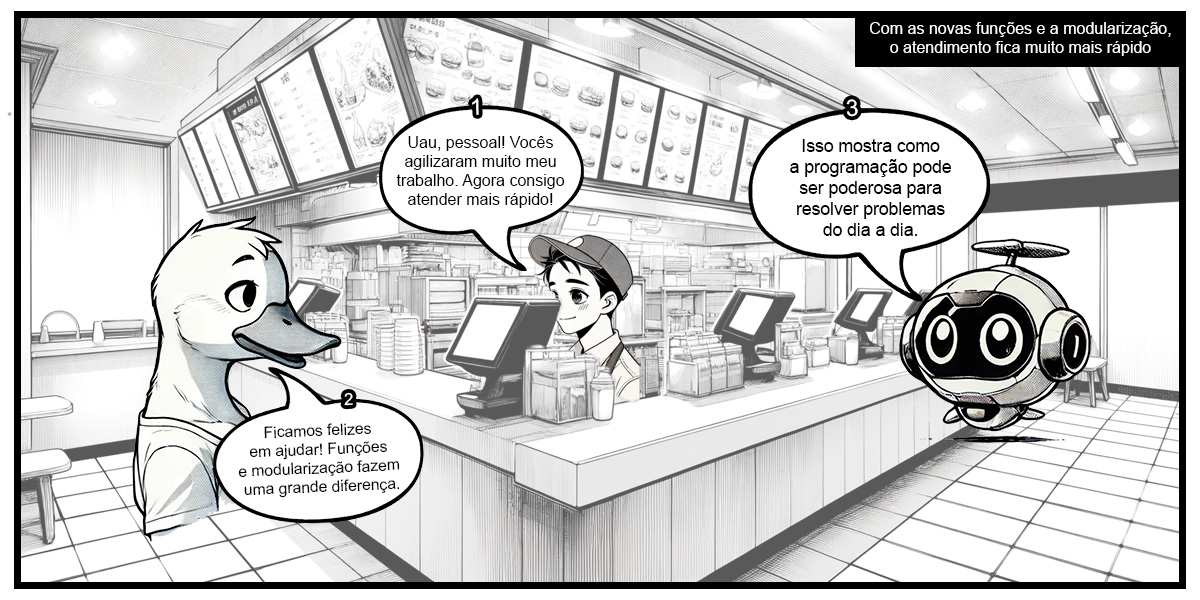 Com as novas funções e a modularização,
o atendimento fica muito mais rápido
1
Uau, pessoal! Vocês
agilizaram muito meu
trabalho. Agora consigo
atender mais rápido!
2
Ficamos felizes
em ajudar! Funções
e modularização fazem
uma grande diferença.
3
Isso mostra como
a programação pode
ser poderosa para
resolver problemas
do dia a dia.